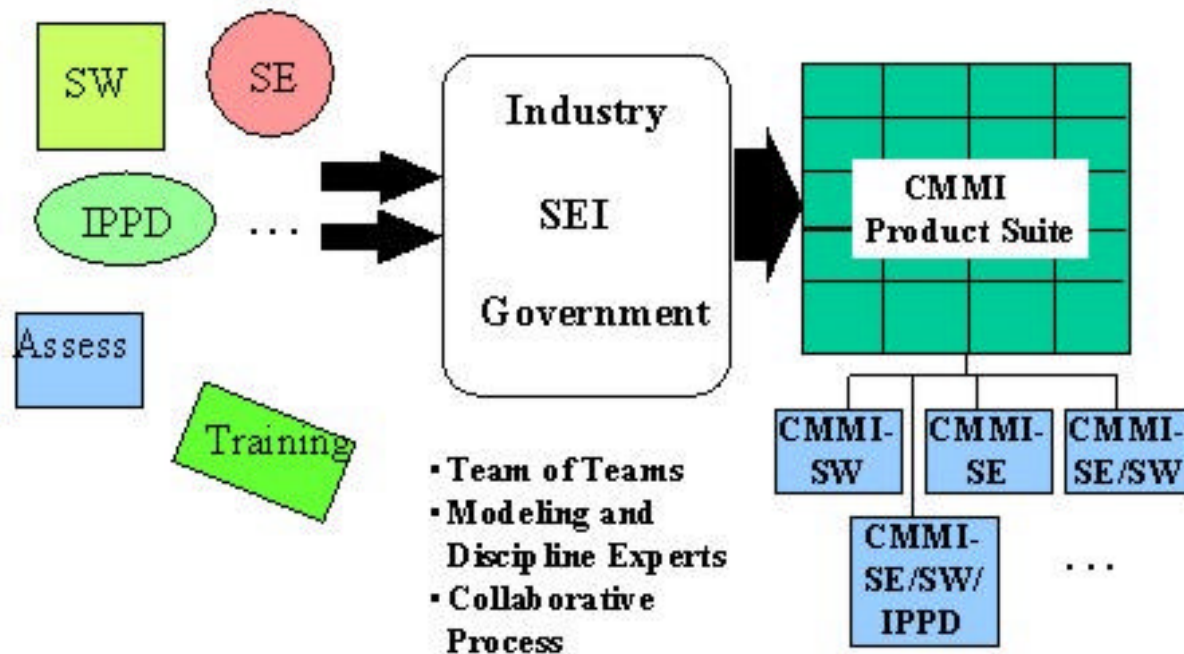 SW
SE
IPPD
. . .
Assess
Training
Industry
SEI
Government
▪ Team of Teams
▪ Modeling and
Discipline Experts
▪ Collaborative
Process
CMMI
Product Suite
CMMI-
SW
CMMI-
SE
CMMI-
SE/SW
CMMI-
SE/SW/
IPPD
. . .